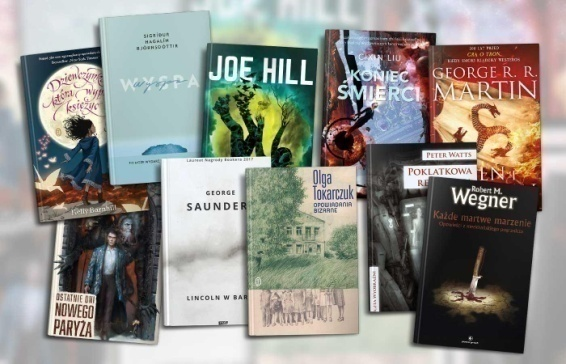 Dziewczynka,
która wypiła
księżyc
Kelly Barnhill
SIGRÍÐUR
HAGALÍN
BJÖRNSDÓTTIR
WYSPA
JOE HILL
CIXIN LIU
KONIEC
ŚMIERCI
GEORGE R. R.
MARTIN
OSTATNIE DNI
NOWEGO
PARYŻA
Laureat Nagrody Bookera 2017
GEORGE
SAUNDERS
LINCOLN W BAR
Olga
Tokarczuk
OPOWIADANIA
BIZARNE
PETER WATTS
POKLATKOWA
RE
Robert M.
Wegner
Każde martwe marzenie